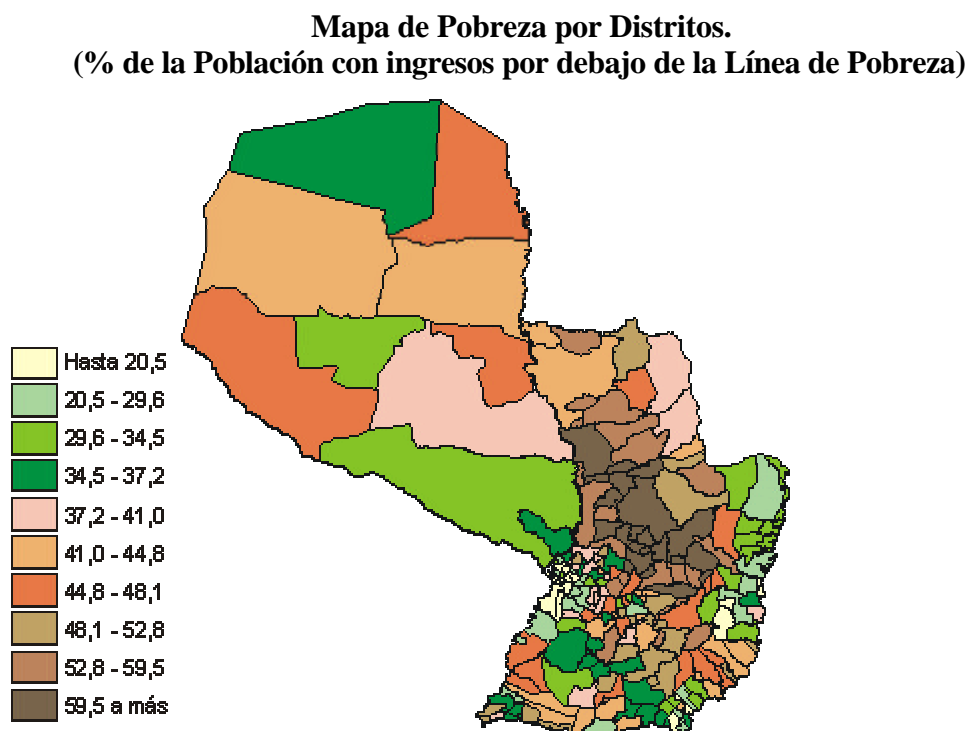 Mapa de Pobreza por Distritos.
(% de la Población con ingresos por debajo de la Línea de Pobreza)
Hasta 20,5
20,5 - 29,6
29,6 - 34,5
34,5 - 37,2
37,2 - 41,0
41,0 - 44,8
44,8 - 48,1
48,1 - 52,8
52,8 - 59,5
59,5 a más